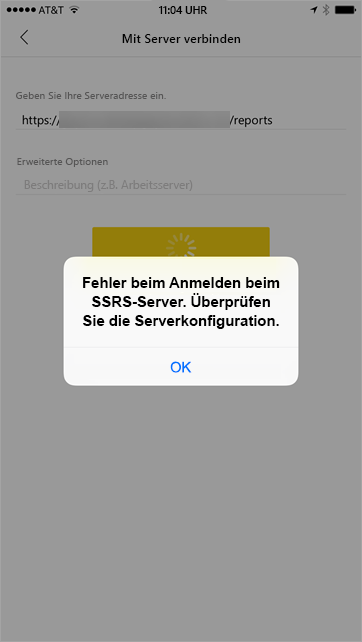 AT&T 11:04 UHR
Mit Server verbinden
Geben Sie Ihre Serveradresse ein.
https:// /reports
Erweiterte Optionen
Beschreibung (z.B. Arbeitsserver)
Fehler beim Anmelden beim
SSRS-Server. Überprüfen
Sie die Serverkonfiguration.
OK